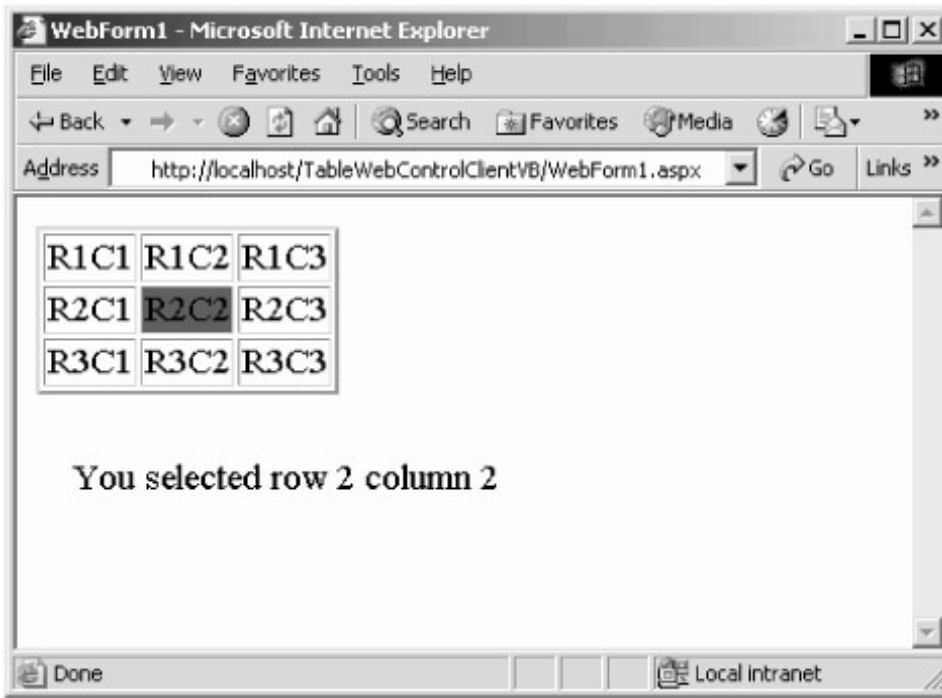 WebForm1 - Microsoft Internet Explorer
File Edit View Favorites Tools Help
Back Search Favorites Media »
Address http://localhost/TableWebControlClientVB/WebForm1.aspx Go Links »
R1C1 R1C2 R1C3
R2C1 R2C2 R2C3
R3C1 R3C2 R3C3
You selected row 2 column 2
Done Local intranet